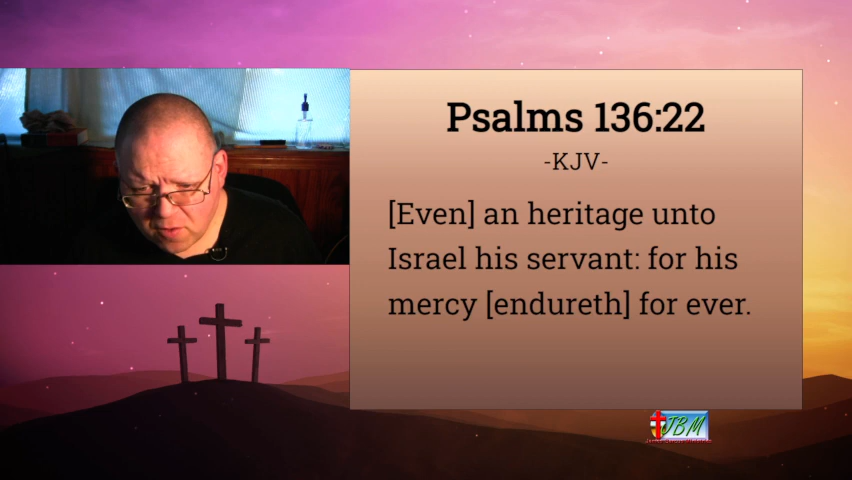 Psalms 136:22
-KJV-
[Even] an heritage unto
Israel his servant: for his
mercy [endureth] for ever.
JBM